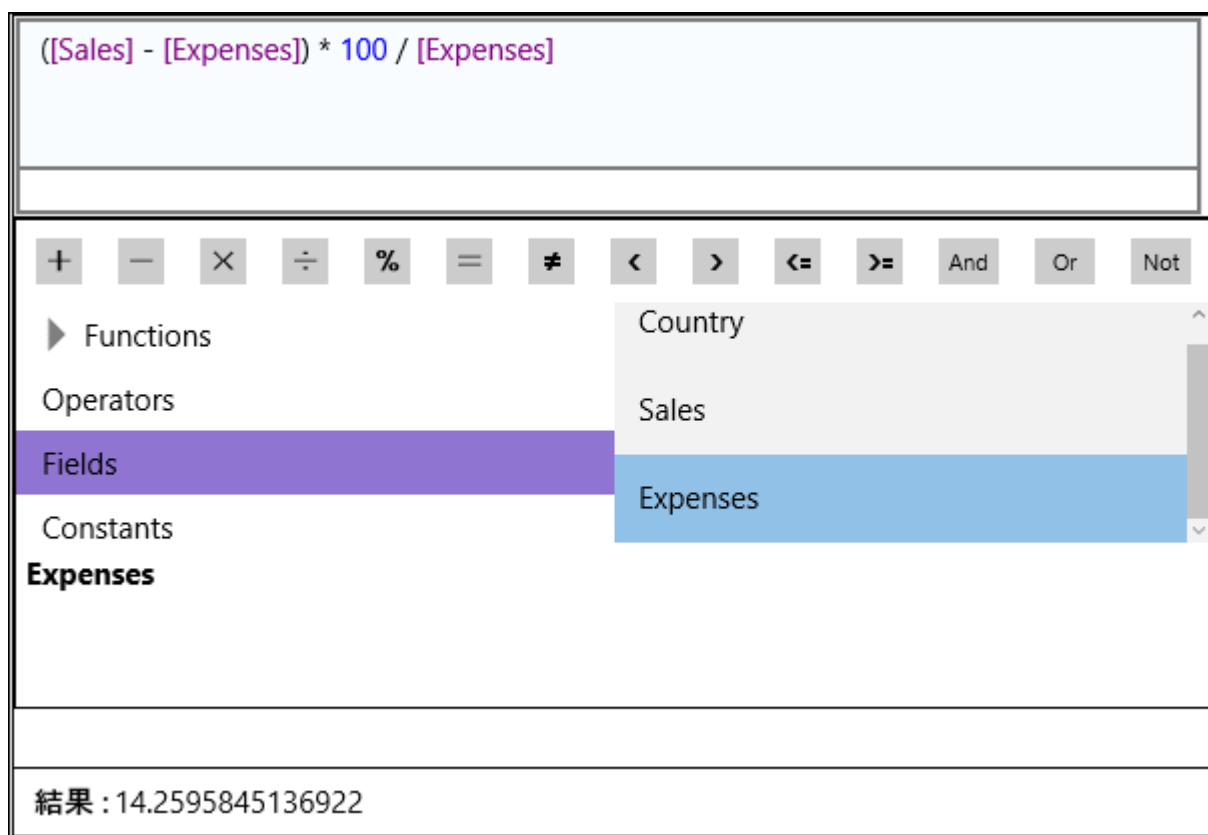 ([Sales] - [Expenses]) * 100 / [Expenses]
+ − × ÷ % = ≠ < > <= >= And Or Not
Functions
Operators
Fields
Constants
Country
Sales
Expenses
Expenses
結果 : 14.2595845136922